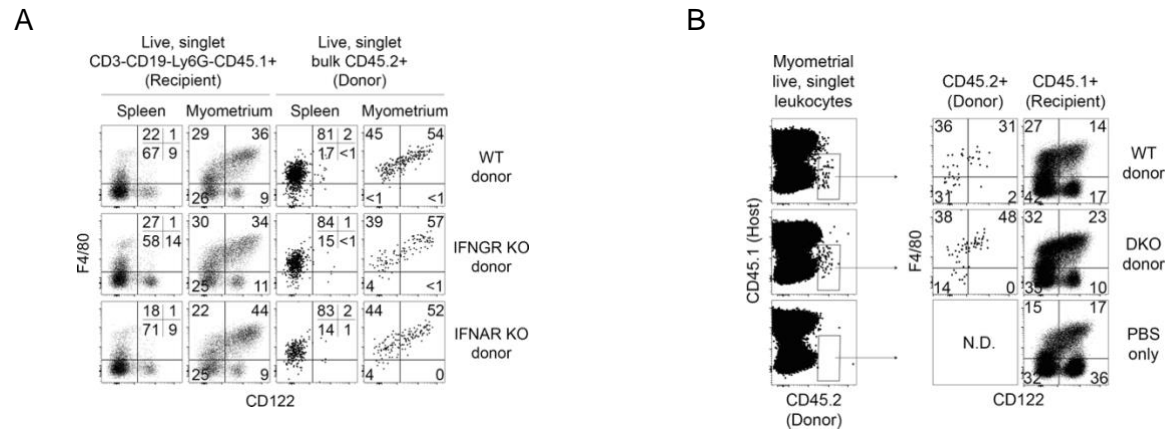 A
Live, singlet
CD3-CD19-Ly6G-CD45.1+
(Recipient)
Live, singlet
bulk CD45.2+
(Donor)
Spleen Myometrium Spleen Myometrium
22 1
67 9
29 36
26 9
81 2
17 <1
45 54
<1 <1
WT
donor
27 1
58 14
30 34
25 11
84 1
15 <1
39 57
4 <1
IFNGR KO
donor
18 1
71 9
22 44
25 9
83 2
14 1
44 52
4 0
IFNAR KO
donor
F4/80
CD122
B
Myometrial
live, singlet
leukocytes
CD45.2+
(Donor)
CD45.1+
(Recipient)
36 31
31 2
27 14
42 17
WT
donor
38 48
14 0
32 23
35 10
DKO
donor
N.D.
15 17
32 36
PBS
only
CD45.1 (Host)
F4/80
CD45.2
(Donor)
CD122